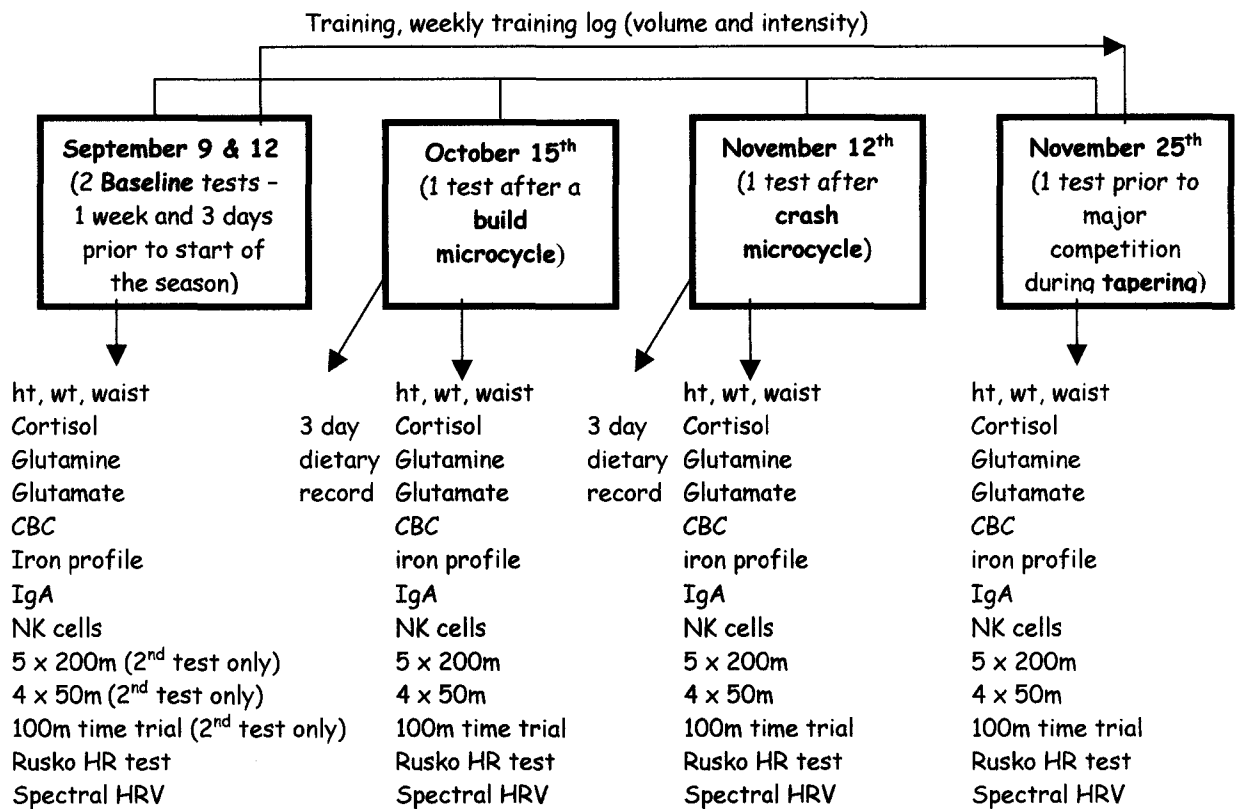 Training, weekly training log (volume and intensity)
September 9 & 12
(2 Baseline tests –
1 week and 3 days
prior to start of
the season)
October 15th
(1 test after a
build
microcycle)
November 12th
(1 test after
crash
microcycle)
November 25th
(1 test prior to
major
competition
during tapering)
ht, wt, waist
Cortisol
Glutamine
Glutamate
CBC
Iron profile
IgA
NK cells
5 x 200m (2nd test only)
4 x 50m (2nd test only)
100m time trial (2nd test only)
Rusko HR test
Spectral HRV
3 day
dietary
record
ht, wt, waist
Cortisol
Glutamine
Glutamate
CBC
iron profile
IgA
NK cells
5 x 200m
4 x 50m
100m time trial
Rusko HR test
Spectral HRV
3 day
dietary
record
ht, wt, waist
Cortisol
Glutamine
Glutamate
CBC
iron profile
IgA
NK cells
5 x 200m
4 x 50m
100m time trial
Rusko HR test
Spectral HRV
ht, wt, waist
Cortisol
Glutamine
Glutamate
CBC
iron profile
IgA
NK cells
5 x 200m
4 x 50m
100m time trial
Rusko HR test
Spectral HRV